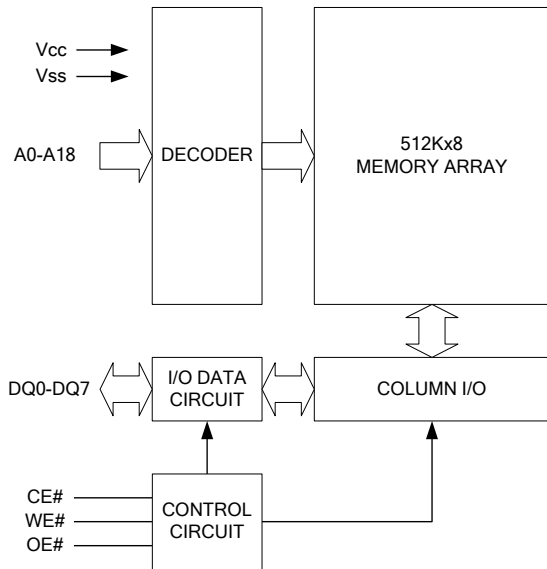 Vcc
Vss
A0-A18
DECODER
512Kx8
MEMORY ARRAY
DQ0-DQ7
I/O DATA
CIRCUIT
COLUMN I/O
CE#
WE#
OE#
CONTROL
CIRCUIT